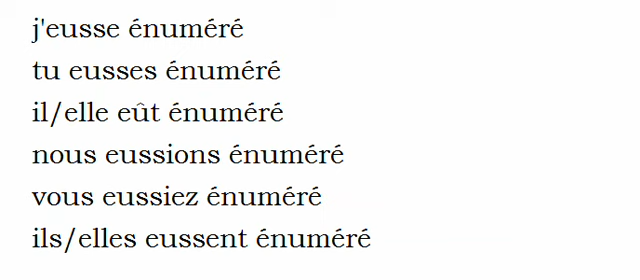 j'eusse énuméré
tu eusses énuméré
il/elle eût énuméré
nous eussions énuméré
vous eussiez énuméré
ils/elles eussent énuméré